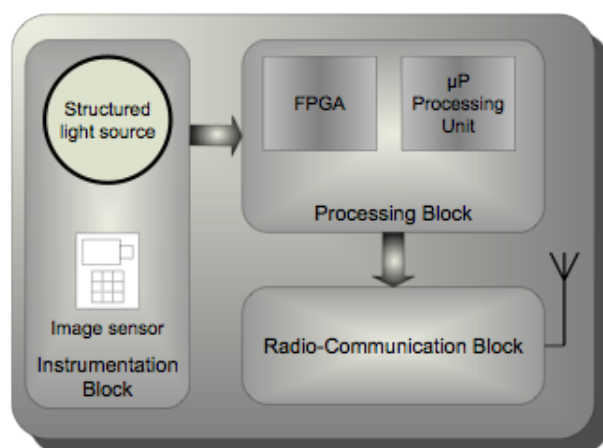 Structured
light source
Image sensor
Instrumentation
Block
FPGA
µP
Processing
Unit
Processing Block
Radio-Communication Block